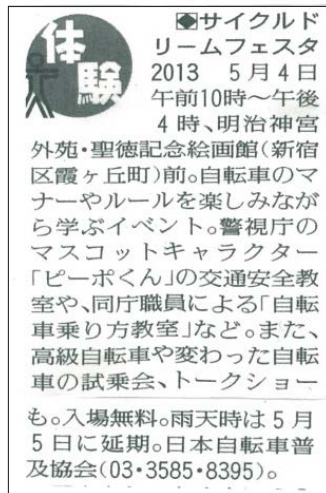 体験
◆サイクルド
リームフェスタ
2013 5月4日
午前10時~午後
4時、明治神宮
外苑・聖徳記念絵画館(新宿
区霞ヶ丘町)前。自転車のマ
ナーやルールを楽しみなが
ら学ぶイベント。警視庁の
マスコットキャラクター
「ピーポくん」の交通安全教
室や、同庁職員による「自転
車乗り方教室」など。また、
高級自転車や変わった自転
車の試乗会、トークショー
も。入場無料。雨天時は5月
5日に延期。日本自転車普
及協会(03・3585・8395)。